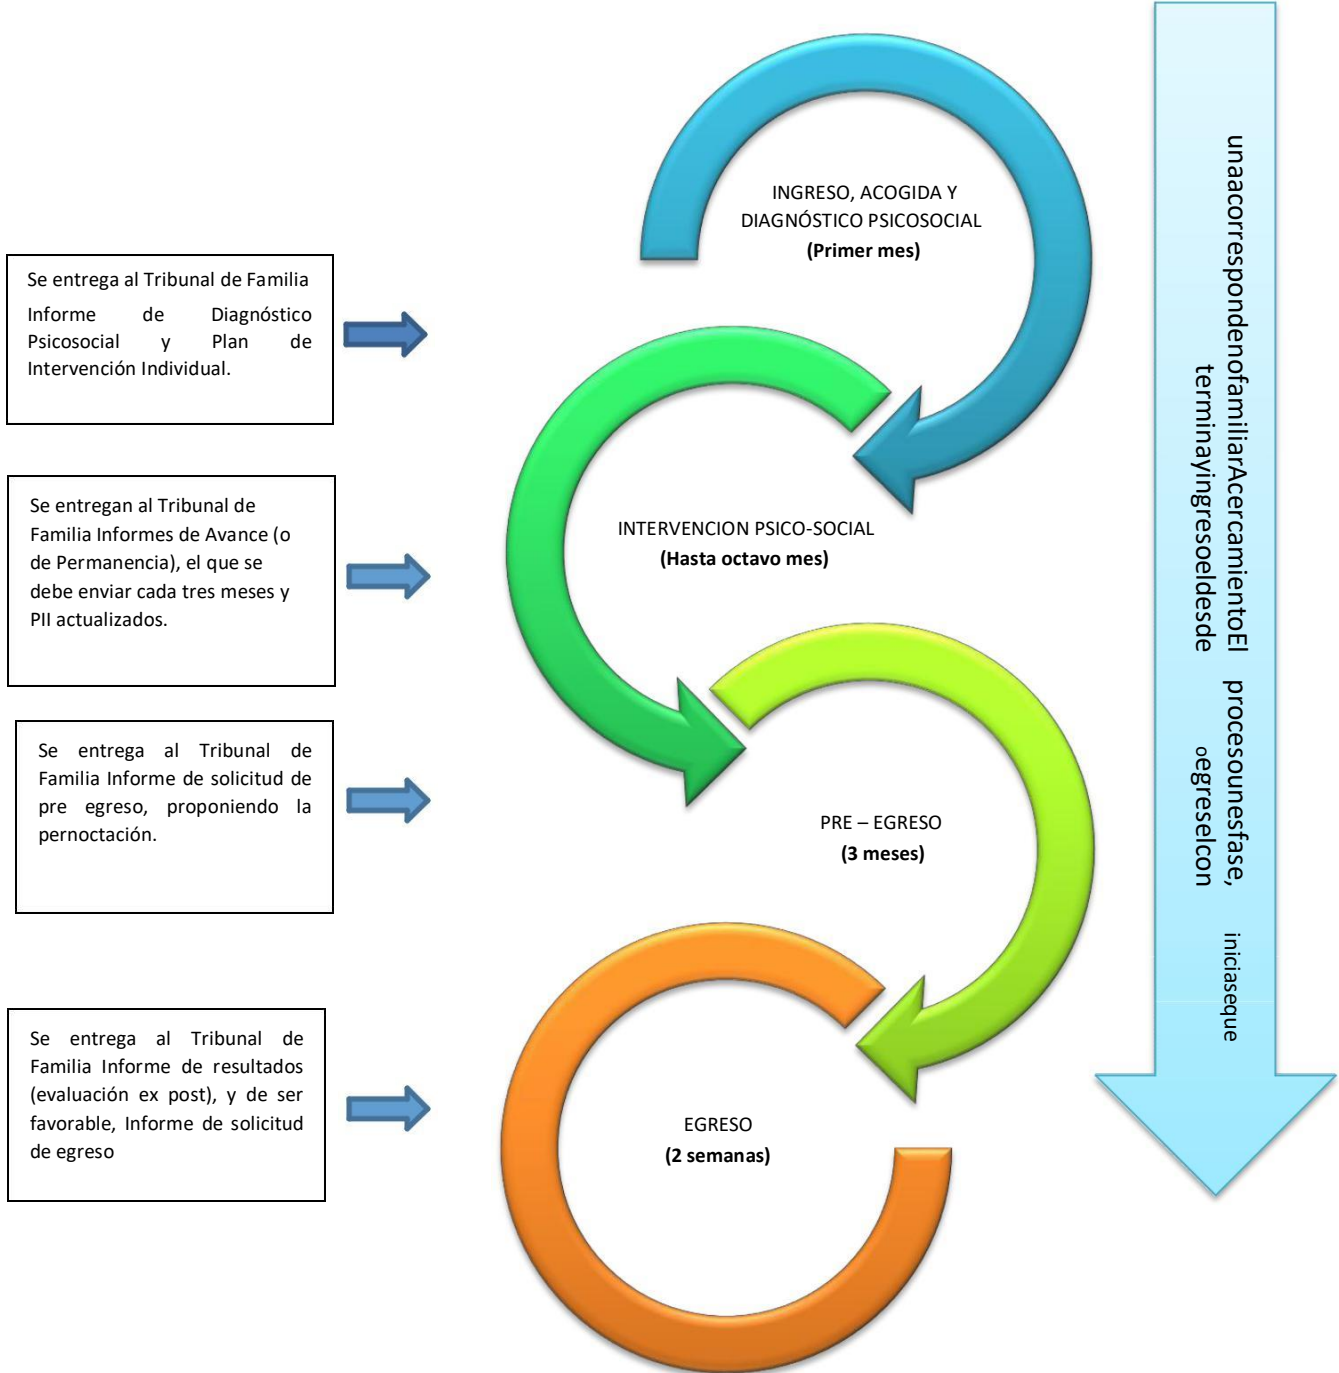 INGRESO, ACOGIDA Y
DIAGNÓSTICO PSICOSOCIAL
(Primer mes)
Se entrega al Tribunal de Familia
Informe de Diagnóstico
Psicosocial y Plan de
Intervención Individual.
INTERVENCION PSICO-SOCIAL
(Hasta octavo mes)
Se entregan al Tribunal de
Familia Informes de Avance (o
de Permanencia), el que se
debe enviar cada tres meses y
PII actualizados.
PRE – EGRESO
(3 meses)
Se entrega al Tribunal de
Familia Informe de solicitud de
pre egreso, proponiendo la
pernoctación.
EGRESO
(2 semanas)
Se entrega al Tribunal de
Familia Informe de resultados
(evaluación ex post), y de ser
favorable, Informe de solicitud
de egreso
unaacorrespondenofamiliarAcercamientoEl procesounesfase, iniciaseque
terminayingresoeldesde oegreselcon